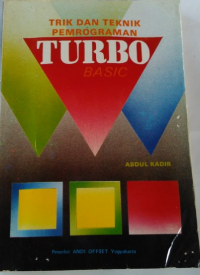 TRIK DAN TEKNIK
PEMROGRAMAN
TURBO
BASIC
ABDUL KADIR
Penerbit ANDI OFFSET Yogyakarta